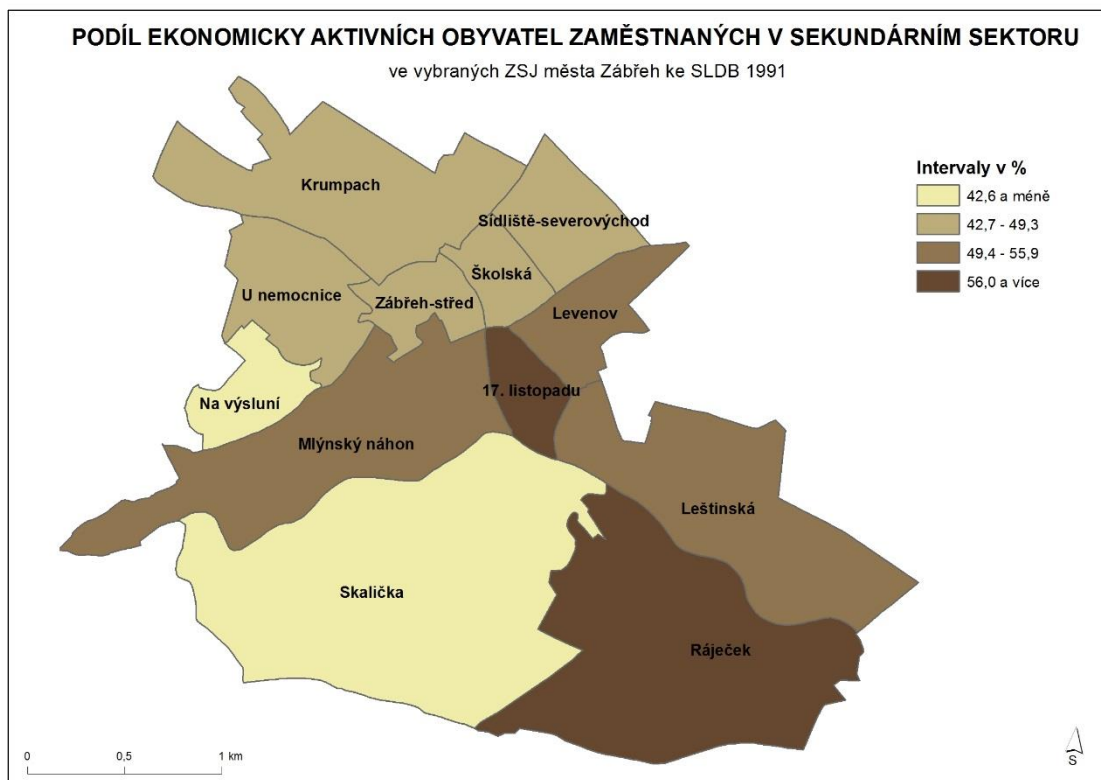 PODÍL EKONOMICKY AKTIVNÍCH OBYVATEL ZAMĚSTNANÝCH V SEKUNDÁRNÍM SEKTORU
ve vybraných ZSJ města Zábřeh ke SLDB 1991
Intervaly v %
42,6 a méně
42,7 - 49,3
49,4 - 55,9
56,0 a více
Krumpach
Sídliště-severovýchod
Školská
U nemocnice
Zábřeh-střed
Levenov
17. listopadu
Na výsluní
Mlýnský náhon
Leštinská
Skalička
Ráječek
0 0,5 1 km
S